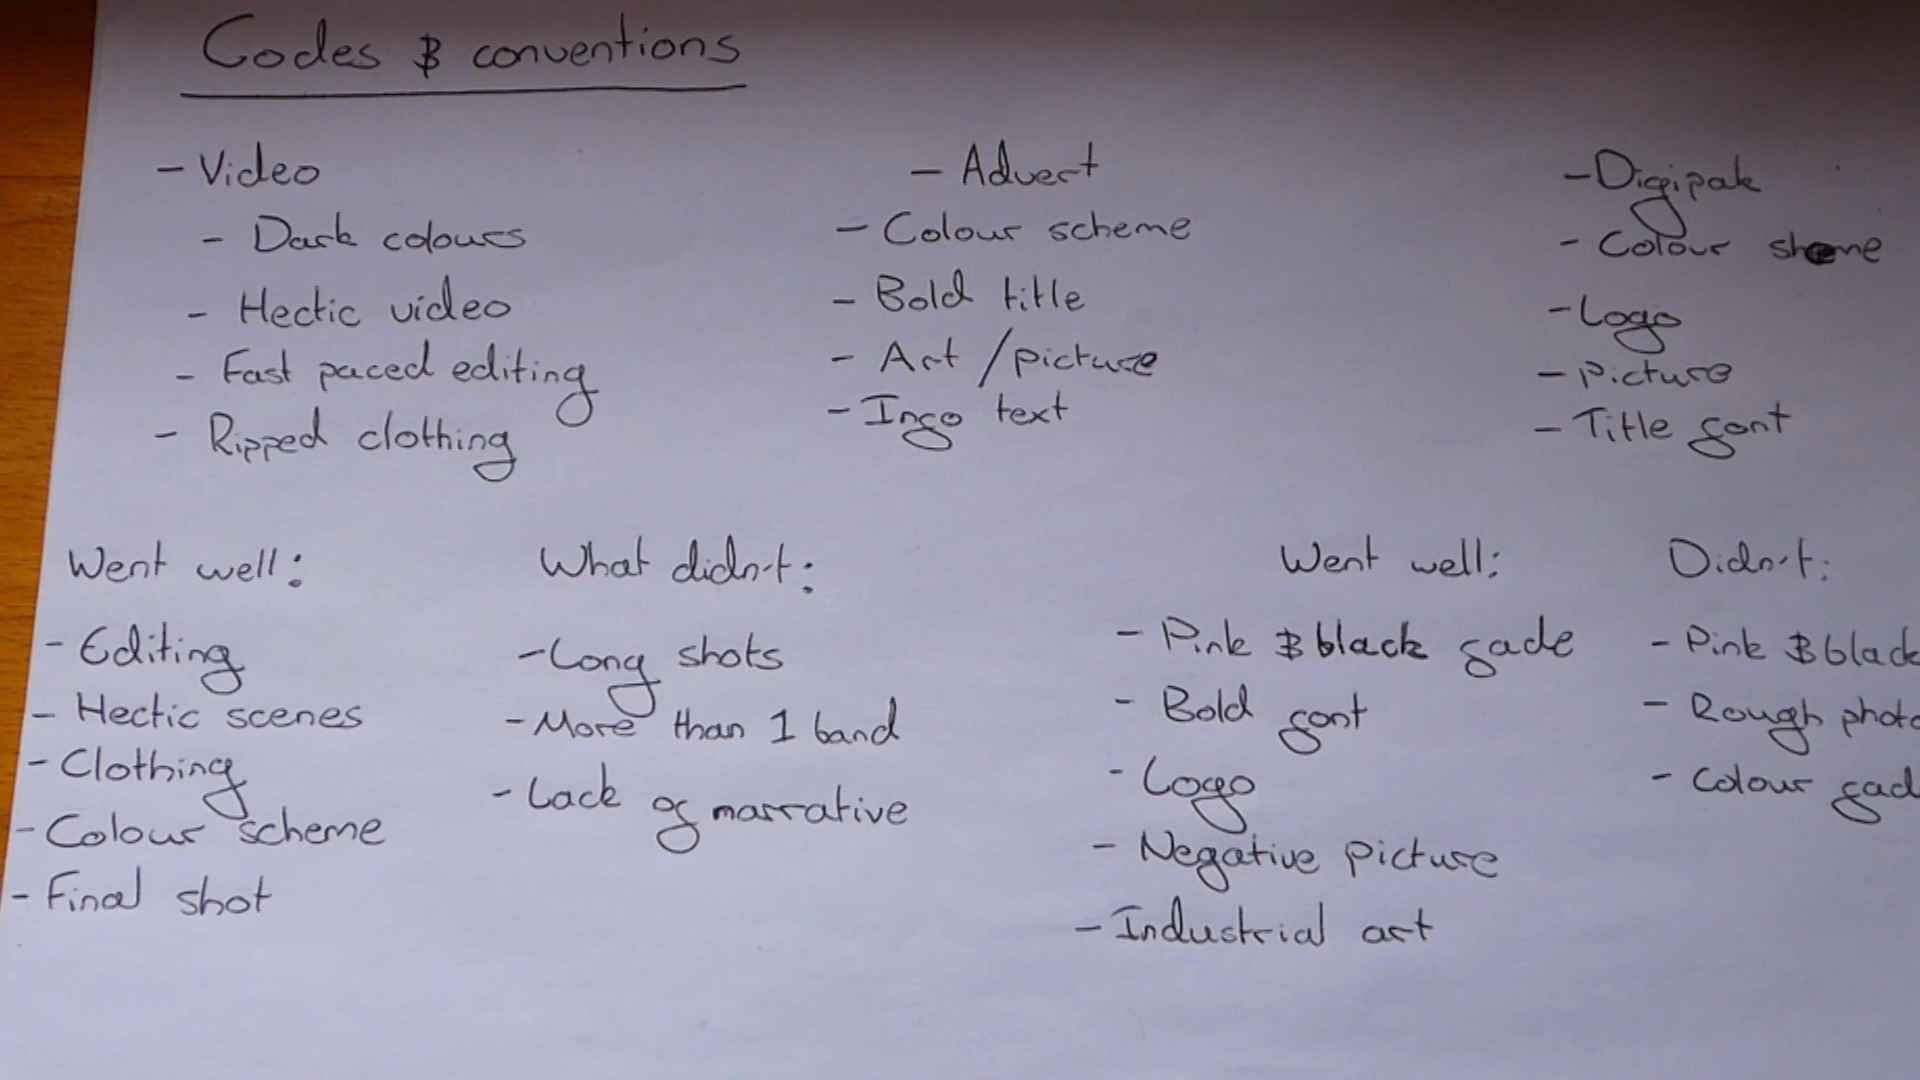 Codes & conventions
- Video
- Dark colours
- Hectic video
- Fast paced editing
- Ripped clothing
- Advert
- Colour scheme
- Bold title
- Art / picture
- Info text
- Digipak
- Colour sheme
- Logo
- Picture
- Title font
Went well:
- Editing
- Hectic scenes
- Clothing
- Colour scheme
- Final shot
What didn't:
- Long shots
- More than 1 band
- Lack of narrative
Went well:
- Pink & black fade
- Bold font
- Logo
- Negative picture
- Industrial art
Didn't:
- Pink & black
- Rough photo
- Colour fad